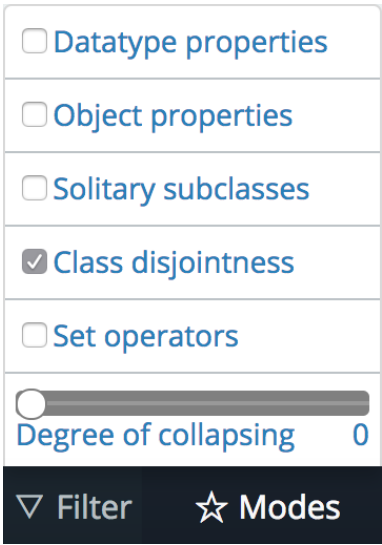 Datatype properties
Object properties
Solitary subclasses
Class disjointness
Set operators
Degree of collapsing 0
Filter Modes